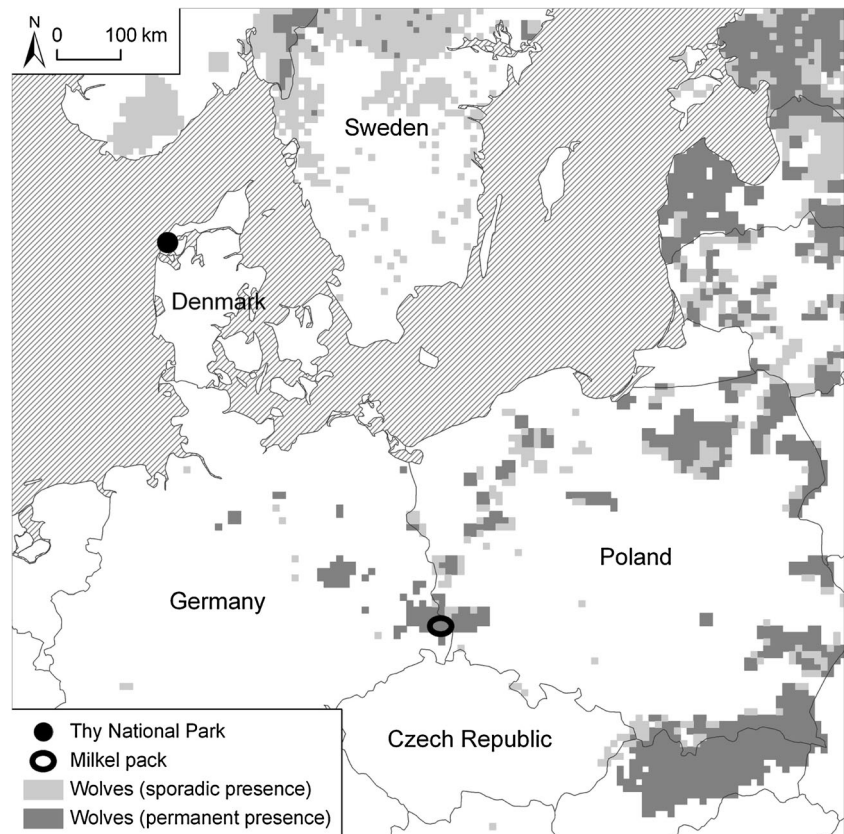 N
0 100 km
Sweden
Denmark
Poland
Germany
Czech Republic
Thy National Park
Milkel pack
Wolves (sporadic presence)
Wolves (permanent presence)